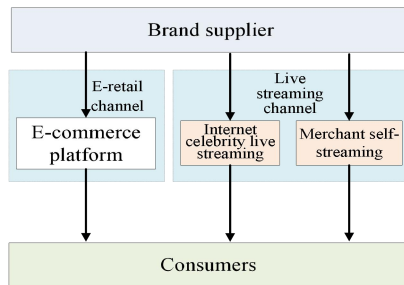 Brand supplier
E-retail
channel
Live
streaming
channel
E-commerce
platform
Internet
celebrity live
streaming
Merchant self-
streaming
Consumers